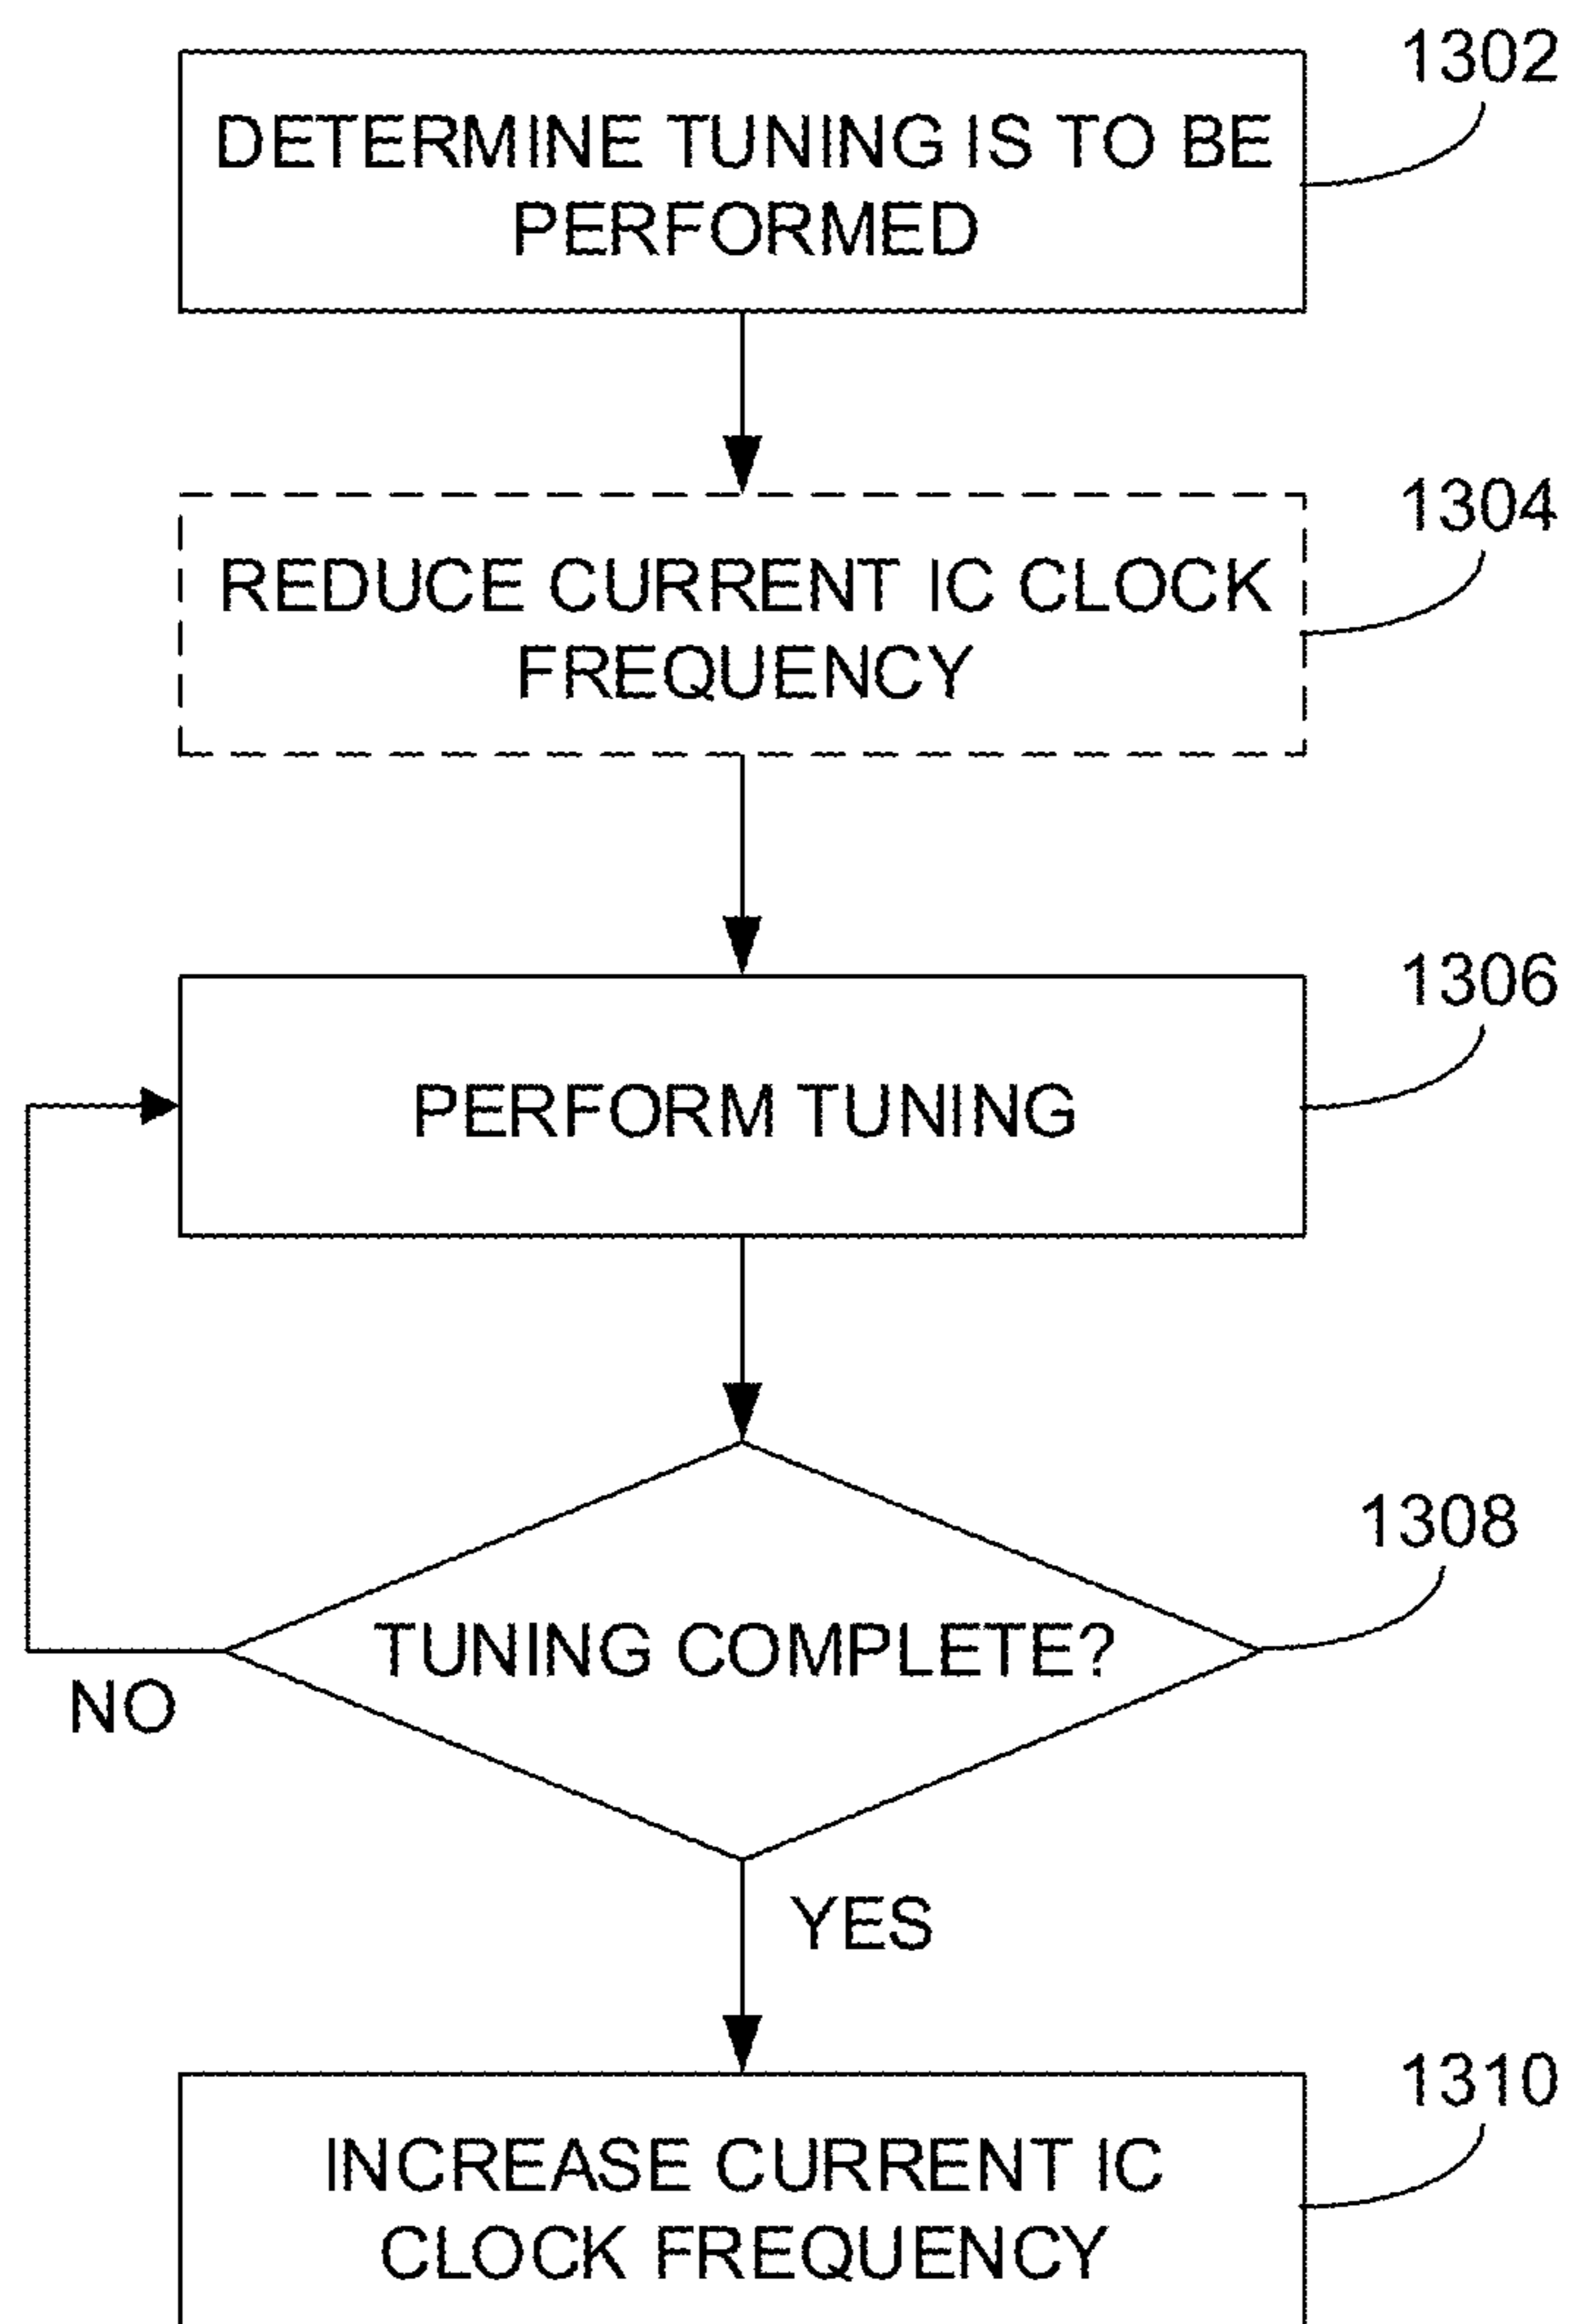 1302
DETERMINE TUNING IS TO BE
PERFORMED
1304
REDUCE CURRENT IC CLOCK
FREQUENCY
1306
PERFORM TUNING
1308
TUNING COMPLETE?
NO
YES
1310
INCREASE CURRENT IC
CLOCK FREQUENCY